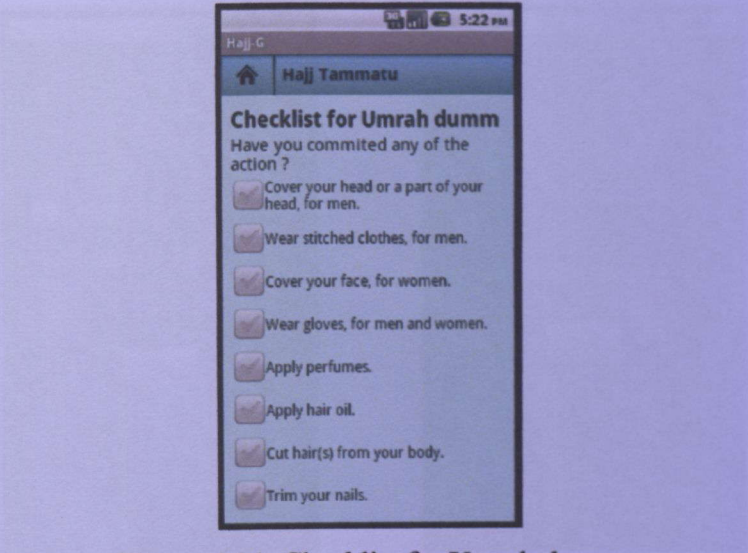 5:22 PM
Hajj-G
Hajj Tammatu
Checklist for Umrah dumm
Have you commited any of the
action ?
Cover your head or a part of your
head, for men.
Wear stitched clothes, for men.
Cover your face, for women.
Wear gloves, for men and women.
Apply perfumes.
Apply hair oil.
Cut hair(s) from your body.
Trim your nails.